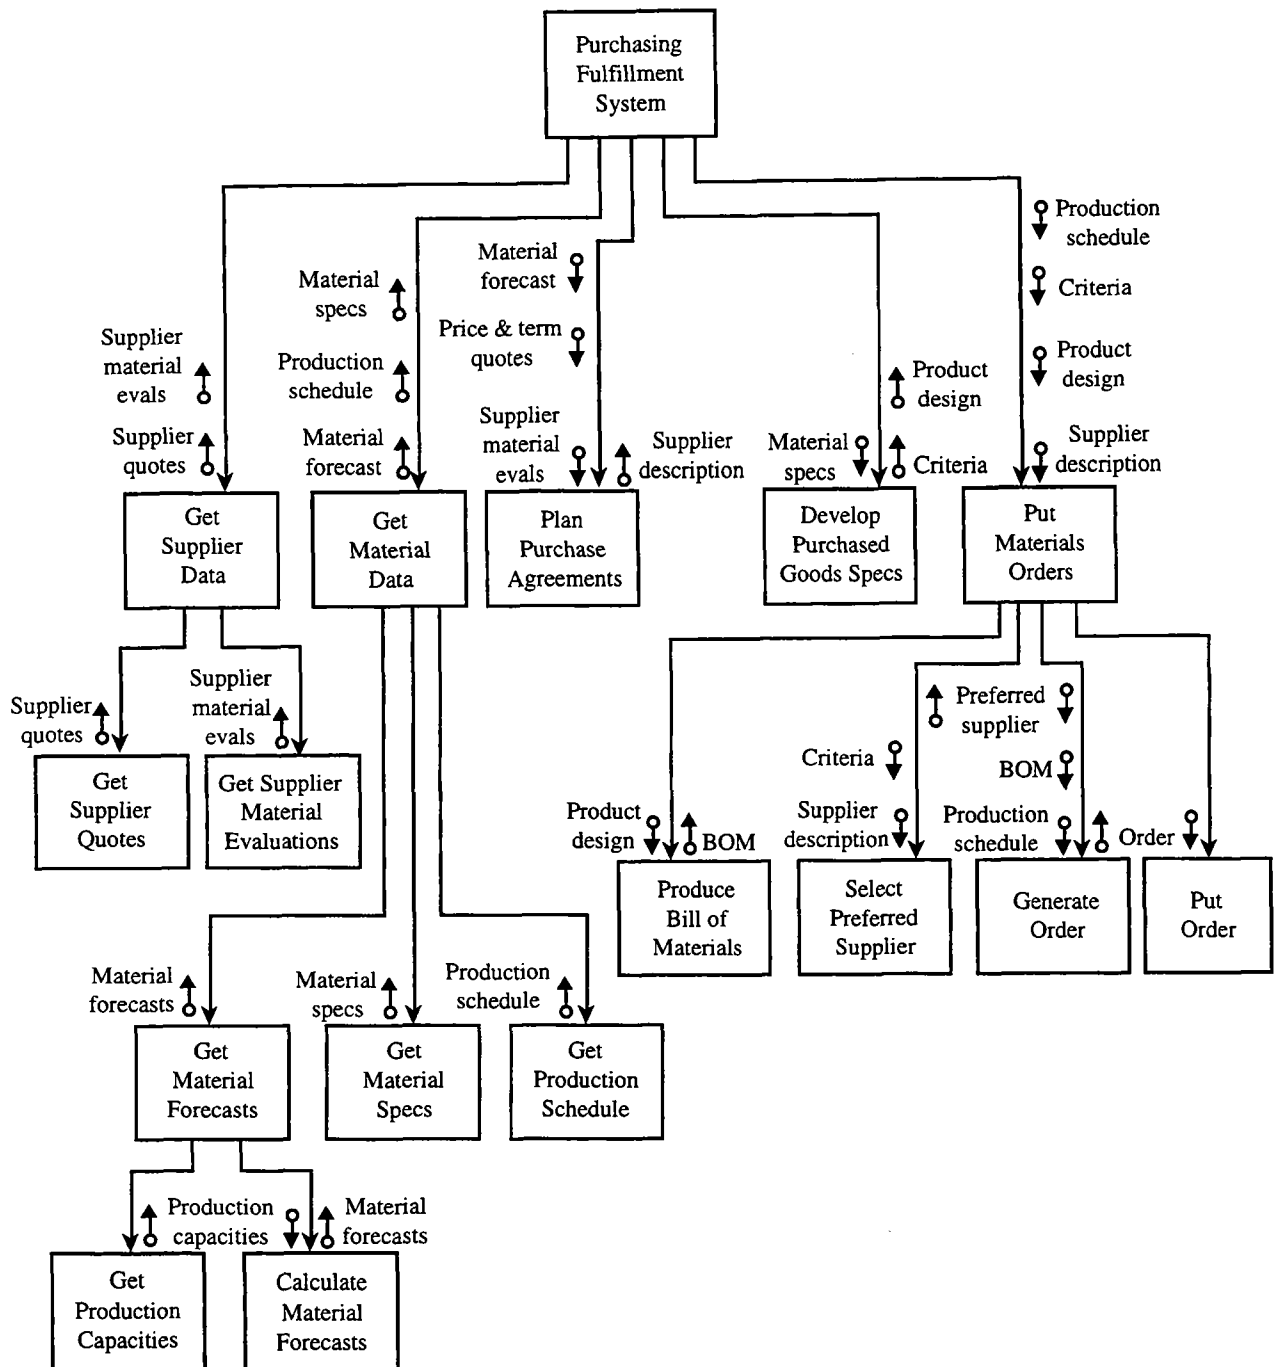 Purchasing
Fulfillment
System
Production
schedule
Criteria
Product
design
Supplier
description
Material
forecast
Price & term
quotes
Supplier
material
evals
Supplier
description
Material
specs
Production
schedule
Material
forecast
Supplier
material
evals
Supplier
quotes
Product
design
Material
specs
Criteria
Get
Supplier
Data
Get
Material
Data
Plan
Purchase
Agreements
Develop
Purchased
Goods Specs
Put
Materials
Orders
Supplier
quotes
Supplier
material
evals
Get
Supplier
Quotes
Get Supplier
Material
Evaluations
Preferred
supplier
Criteria
BOM
Product
design
BOM
Supplier
description
Production
schedule
Order
Produce
Bill of
Materials
Select
Preferred
Supplier
Generate
Order
Put
Order
Material
forecasts
Material
specs
Production
schedule
Get
Material
Forecasts
Get
Material
Specs
Get
Production
Schedule
Production
capacities
Material
forecasts
Get
Production
Capacities
Calculate
Material
Forecasts